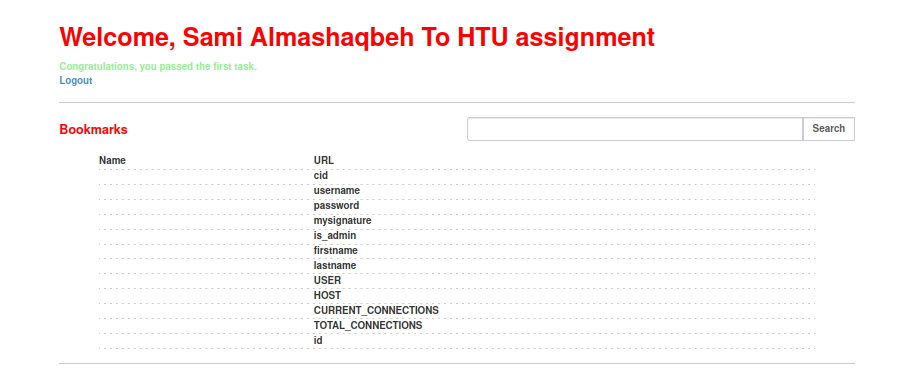 Welcome, Sami Almashaqbeh To HTU assignment
Congratulations, you passed the first task.
Logout
Bookmarks
Search
Name URL
cid
username
password
mysignature
is_admin
firstname
lastname
USER
HOST
CURRENT_CONNECTIONS
TOTAL_CONNECTIONS
id